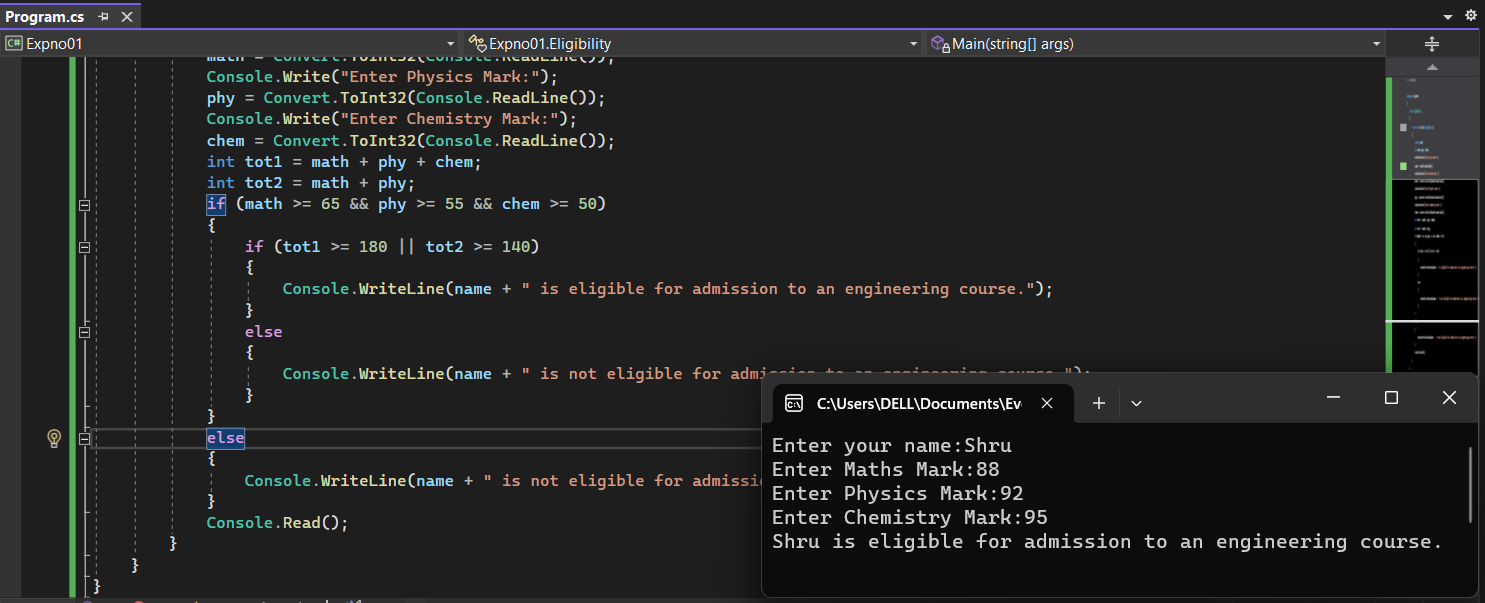 Program.cs
Expno01
Expno01.Eligibility
Main(string[] args)
math = Convert.ToInt32(Console.ReadLine());
Console.Write("Enter Physics Mark:");
phy = Convert.ToInt32(Console.ReadLine());
Console.Write("Enter Chemistry Mark:");
chem = Convert.ToInt32(Console.ReadLine());
int tot1 = math + phy + chem;
int tot2 = math + phy;
if (math >= 65 && phy >= 55 && chem >= 50)
{
if (tot1 >= 180 || tot2 >= 140)
{
Console.WriteLine(name + " is eligible for admission to an engineering course.");
}
else
{
Console.WriteLine(name + " is not eligible for admission to an engineering course.");
}
}
else
{
Console.WriteLine(name + " is not eligible for
}
Console.Read();
}
}
}
C:\Users\DELL\Documents\Ev
Enter your name:Shru
Enter Maths Mark:88
Enter Physics Mark:92
Enter Chemistry Mark:95
Shru is eligible for admission to an engineering course.